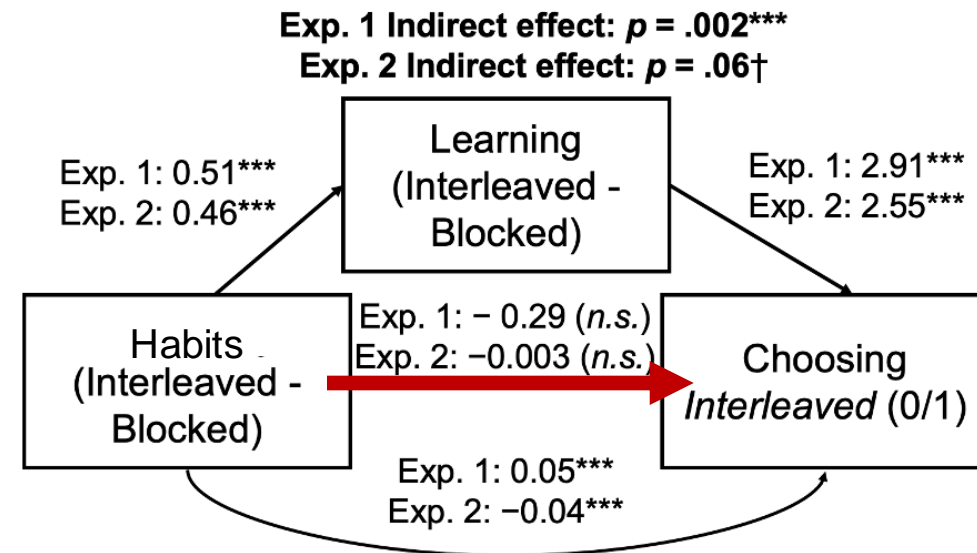 Exp. 1 Indirect effect: p = .002***
Exp. 2 Indirect effect: p = .06†
Learning
(Interleaved -
Blocked)
Exp. 1: 0.51***
Exp. 2: 0.46***
Exp. 1: 2.91***
Exp. 2: 2.55***
Habits
(Interleaved -
Blocked)
Exp. 1: − 0.29 (n.s.)
Exp. 2: −0.003 (n.s.)
Choosing
Interleaved (0/1)
Exp. 1: 0.05***
Exp. 2: −0.04***